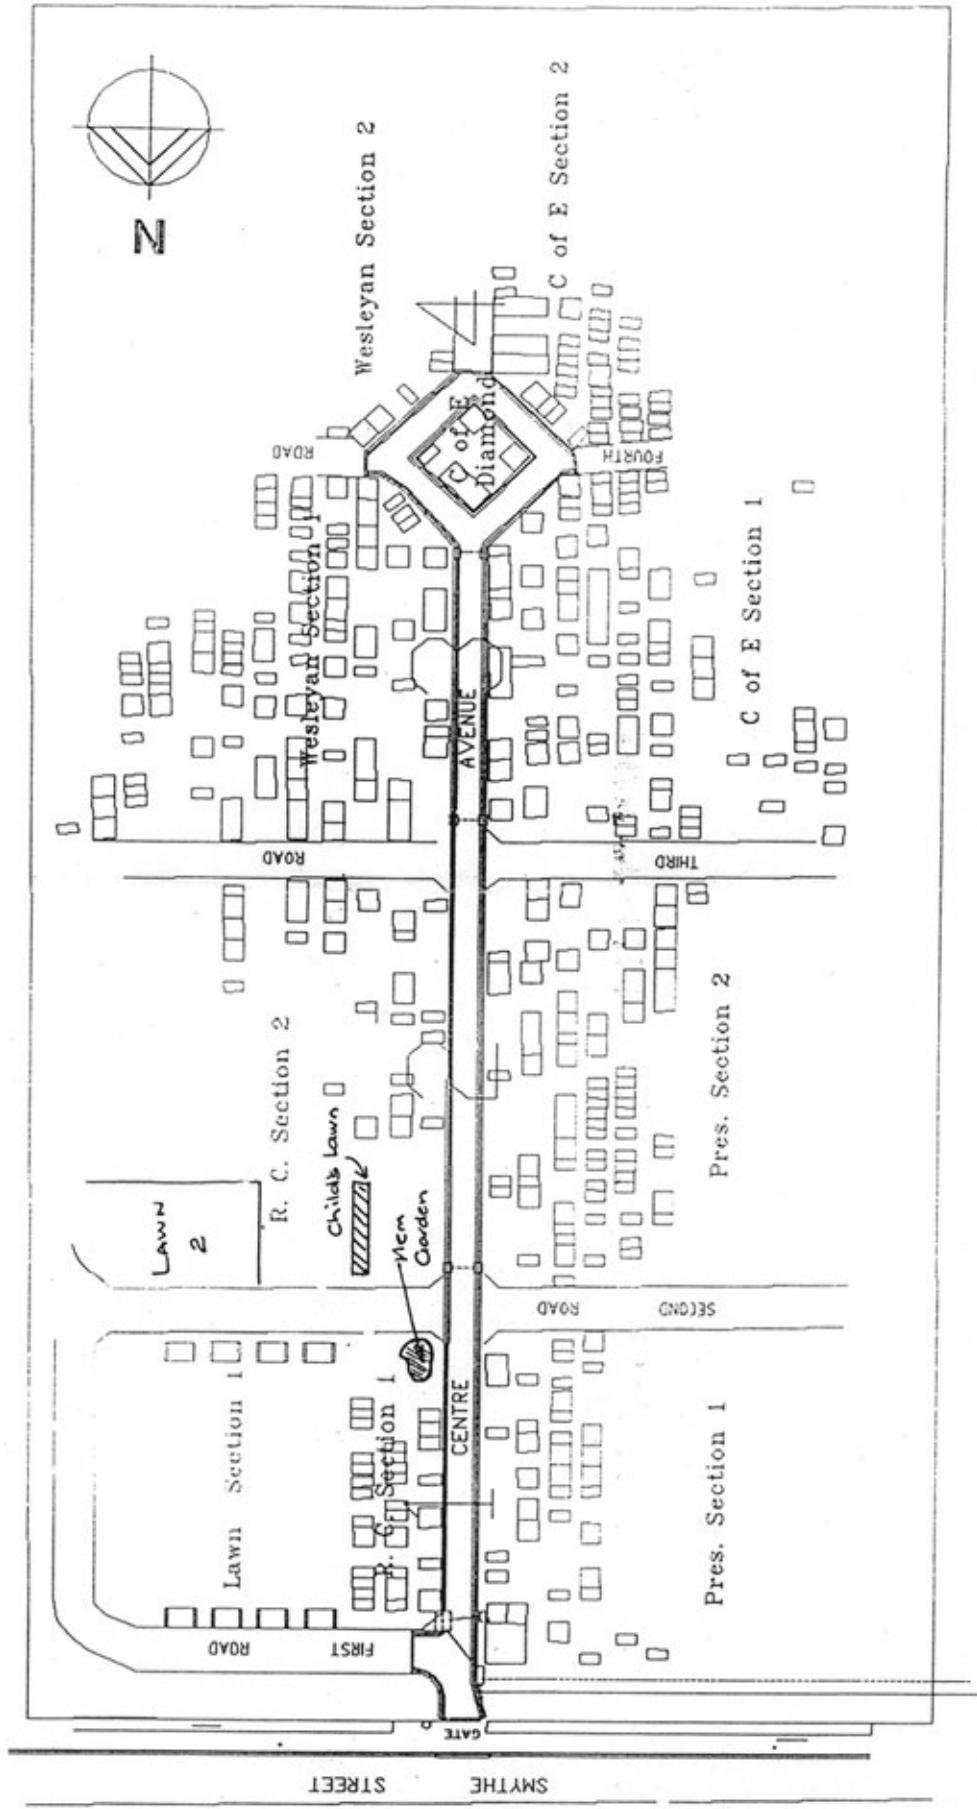 N
Wesleyan Section 2
C of E Section 2
C of E
Diamond
ROAD
FOURTH
Wesleyan Section 1
C of E Section 1
AVENUE
ROAD
THIRD
R. C. Section 2
Pres. Section 2
LAWN
2
Child's Lawn
Mem
Garden
ROAD
SECOND
Lawn Section 1
R. C. Section 1
CENTRE
Pres. Section 1
FIRST
ROAD
GATE
SMYTHE
STREET